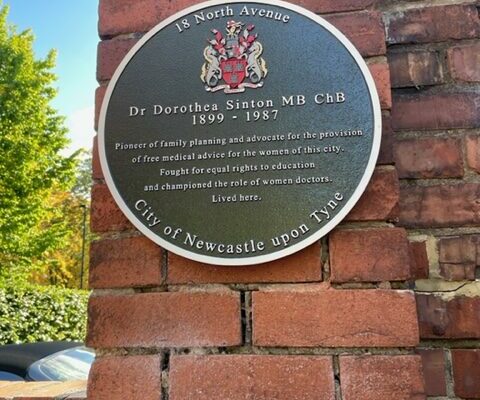 18 North Avenue
Dr Dorothea Sinton MB ChB
1899 - 1987
Pioneer of family planning and advocate for the provision
of free medical advice for the women of this city.
Fought for equal rights to education
and championed the role of women doctors.
Lived here.
City of Newcastle upon Tyne